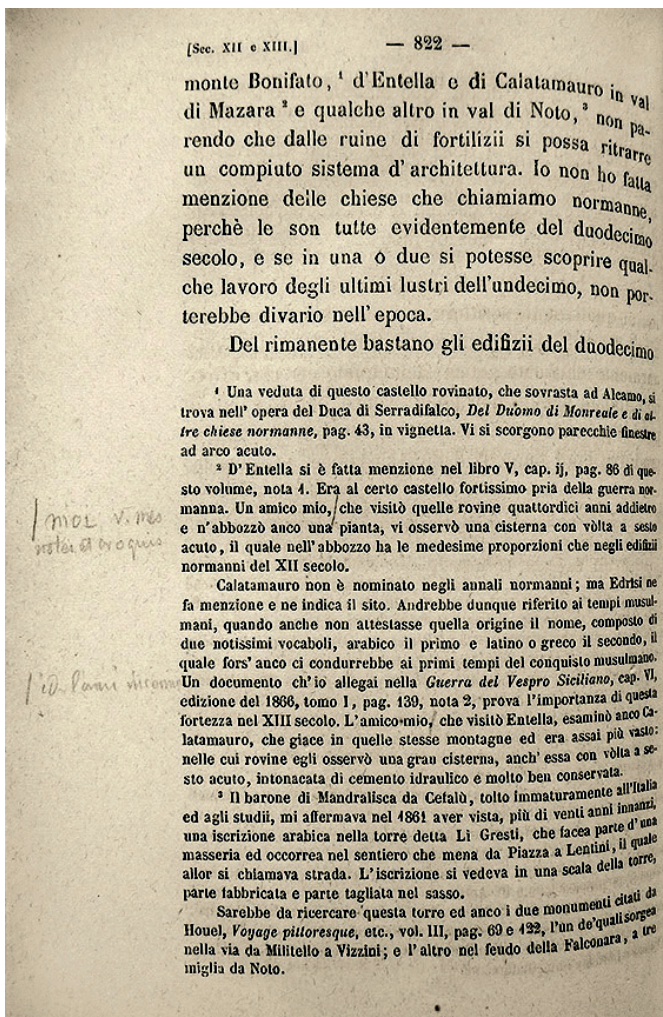 [Sec. XII e XIII.] — 822 —
monte Bonifato, ¹ d'Entella e di Calatamauro in val
di Mazara ² e qualche altro in val di Noto, ³ non pa-
rendo che dalle ruine di fortilizii si possa ritrarre
un compiuto sistema d'architettura. Io non ho fatta
menzione delle chiese che chiamiamo normanne,
perchè le son tutte evidentemente del duodecimo
secolo, e se in una o due si potesse scoprire qual-
che lavoro degli ultimi lustri dell'undecimo, non por-
terebbe divario nell'epoca.
Del rimanente bastano gli edifizii del duodecimo
¹ Una veduta di questo castello rovinato, che sovrasta ad Alcamo, si
trova nell'opera del Duca di Serradifalco, Del Duomo di Monreale e di al-
tre chiese normanne, pag. 43, in vignetta. Vi si scorgono parecchie finestre
ad arco acuto.
² D'Entella si è fatta menzione nel libro V, cap. ij, pag. 86 di que-
sto volume, nota 1. Era al certo castello fortissimo pria della guerra nor-
manna. Un amico mio, che visitò quelle rovine quattordici anni addietro
e n'abbozzò anco una pianta, vi osservò una cisterna con vòlta a sesto
acuto, il quale nell'abbozzo ha le medesime proporzioni che negli edifizii
normanni del XII secolo.
Calatamauro non è nominato negli annali normanni; ma Edrisi ne
fa menzione e ne indica il sito. Andrebbe dunque riferito ai tempi musul-
mani, quando anche non attestasse quella origine il nome, composto di
due notissimi vocaboli, arabico il primo e latino o greco il secondo, il
quale fors'anco ci condurrebbe ai primi tempi del conquisto musulmano.
Un documento ch'io allegai nella Guerra del Vespro Siciliano, cap. VI,
edizione del 1866, tomo I, pag. 139, nota 2, prova l'importanza di questa
fortezza nel XIII secolo. L'amico mio, che visitò Entella, esaminò anco Ca-
latamauro, che giace in quelle stesse montagne ed era assai più vasto:
nelle cui rovine egli osservò una gran cisterna, anch'essa con vòlta a se-
sto acuto, intonacata di cemento idraulico e molto ben conservata.
³ Il barone di Mandralisca da Cefalù, tolto immaturamente all'Italia
ed agli studii, mi affermava nel 1861 aver vista, più di venti anni innanzi,
una iscrizione arabica nella torre detta Li Gresti, che facea parte d'una
masseria ed occorrea nel sentiero che mena da Piazza a Lentini, il quale
allor si chiamava strada. L'iscrizione si vedeva in una scala della torre,
parte fabbricata e parte tagliata nel sasso.
Sarebbe da ricercare questa torre ed anco i due monumenti citati da
Houel, Voyage pittoresque, etc., vol. III, pag. 69 e 122, l'un de'quali sorgea
nella via da Militello a Vizzini; e l'altro nel feudo della Falconara, a tre
miglia da Noto.
/ moi v. mes
notes et croquis